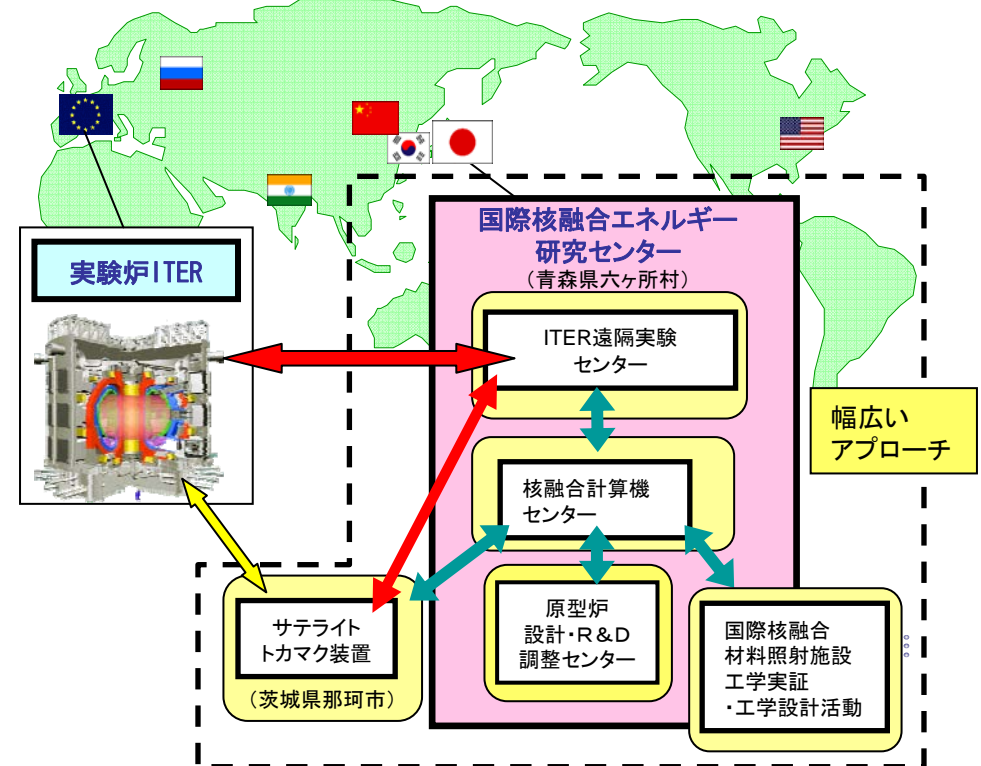 国際核融合エネルギー
研究センター
(青森県六ヶ所村)
実験炉ITER
ITER遠隔実験
センター
幅広い
アプローチ
核融合計算機
センター
原型炉
設計・R&D
調整センター
サテライト
トカマク装置
(茨城県那珂市)
国際核融合
材料照射施設
工学実証
・工学設計活動